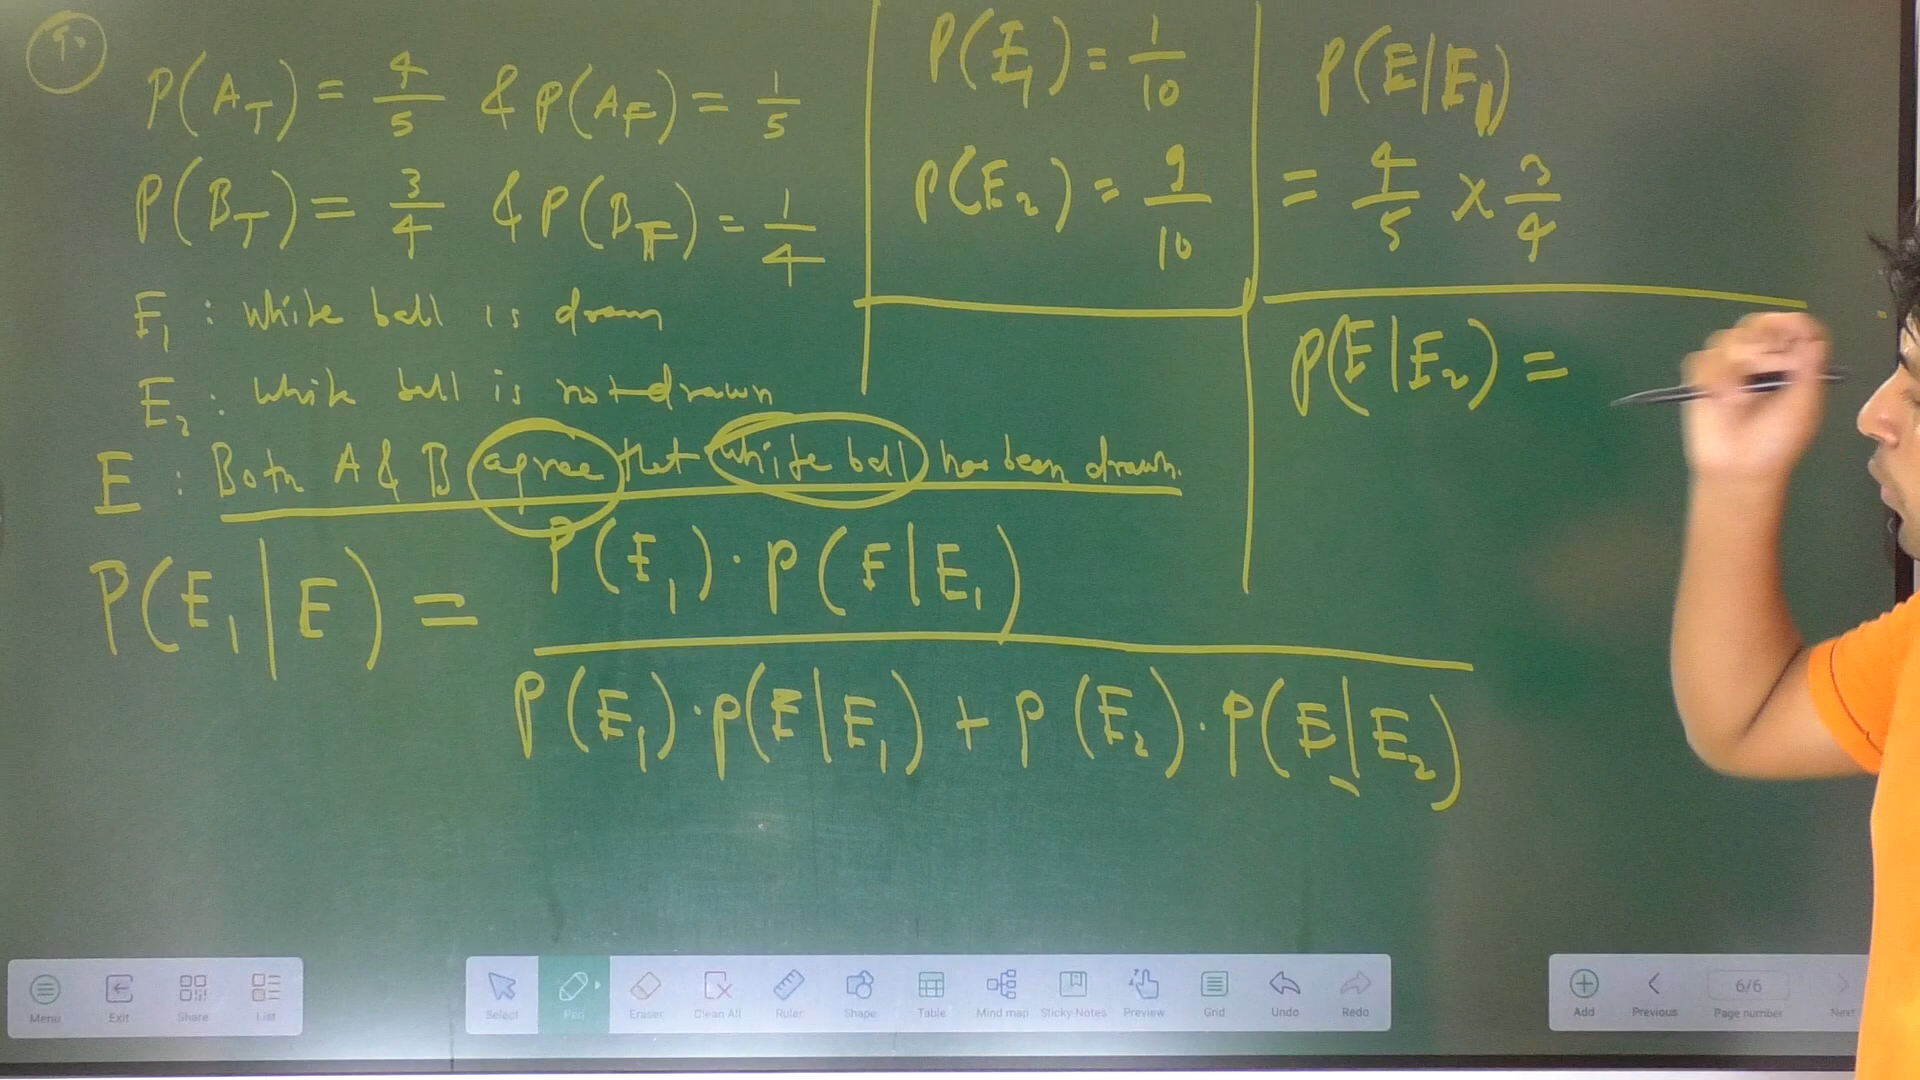 9.
P(A_T) = 4/5 & P(A_F) = 1/5
P(B_T) = 3/4 & P(B_F) = 1/4
E₁ : White ball is drawn
E₂ : White ball is not drawn
E : Both A & B agree that white ball has been drawn.
P(E₁|E) = P(E₁)·P(E|E₁) / P(E₁)·P(E|E₁) + P(E₂)·P(E|E₂)
P(E₁) = 1/10
P(E₂) = 9/10
P(E|E₁)
= 4/5 × 3/4
P(E|E₂) =
Menu Exit Share List
Select Pen Eraser Clean All Ruler Shape Table Mind map Sticky-Notes Preview Grid Undo Redo
Add Previous 6/6 Page number Next